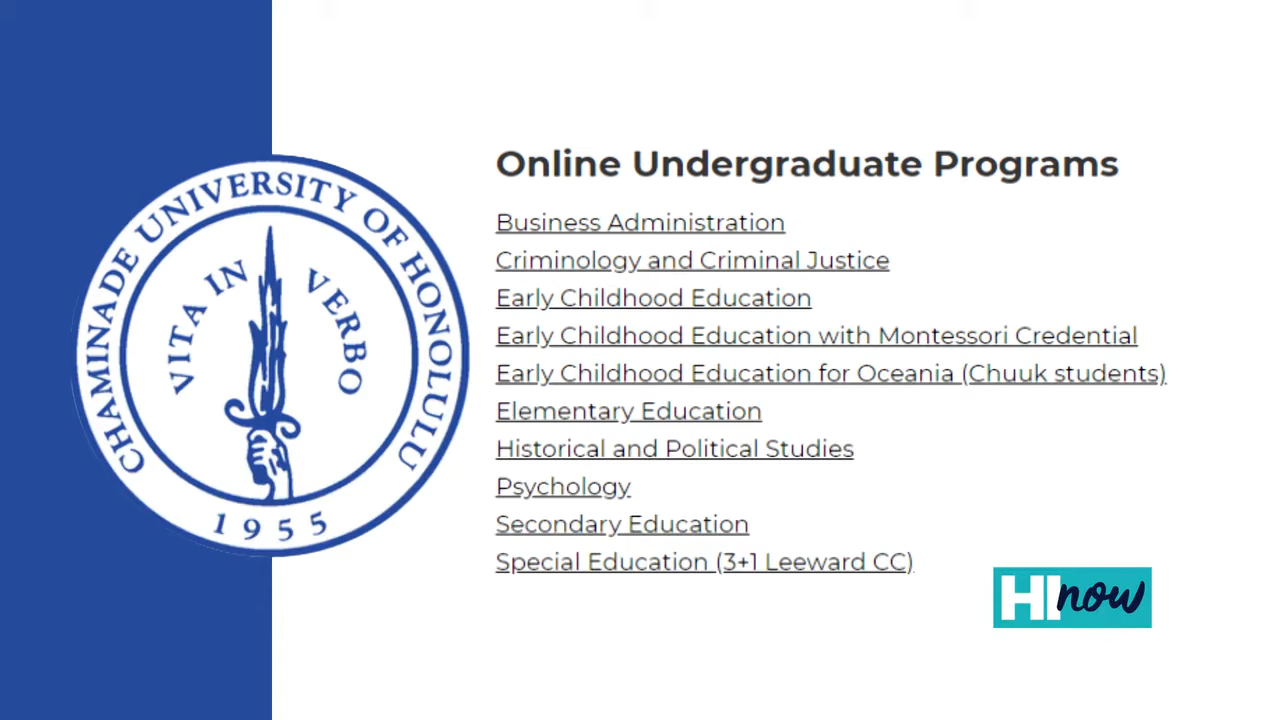 CHAMINADE UNIVERSITY OF HONOLULU
VITA IN VERBO
1955
Online Undergraduate Programs
Business Administration
Criminology and Criminal Justice
Early Childhood Education
Early Childhood Education with Montessori Credential
Early Childhood Education for Oceania (Chuuk students)
Elementary Education
Historical and Political Studies
Psychology
Secondary Education
Special Education (3+1 Leeward CC)
HI now